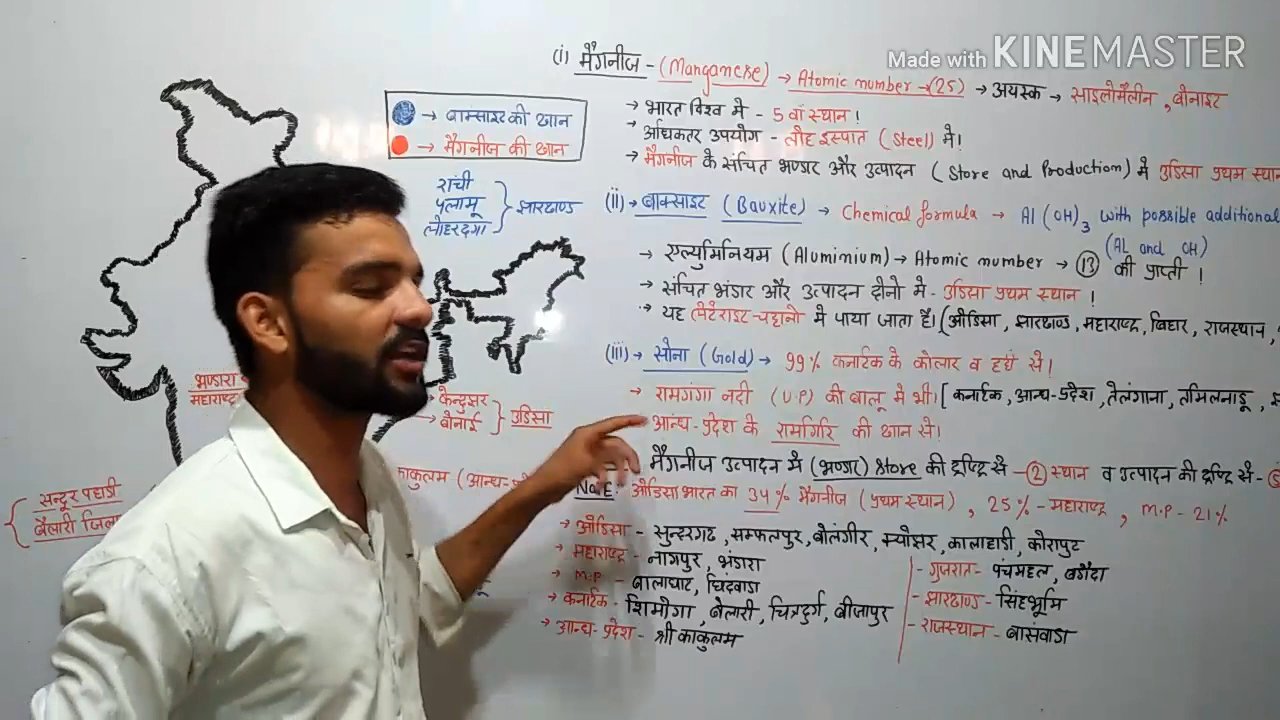 Made with KINEMASTER
(i) मैंगनीज - (Manganese) → Atomic number → (25) → अयस्क → साइलोमैलीन, बौनाइट
→ भारत विश्व मे - 5 वाँ स्थान !
→ अधिकतर उपयोग - लौह इस्पात (Steel) में !
→ मैंगनीज के संचित भण्डार और उत्पादन (Store and Production) में उडिसा प्रथम स्थान
→ बाक्साइट की खान
→ मैंगनीज की खान
रांची
पलामू
लोहरदगा
झारखण्ड
(ii) → बाक्साइट (Bauxite) → Chemical formula → Al (OH)3 with possible additional
(Al and OH)
→ एल्युमिनियम (Aluminium) → Atomic number → 13 की प्राप्ती !
→ संचित भंडार और उत्पादन दोनो मे - उडिसा प्रथम स्थान !
→ यह लेटैराइट-चट्टानो में पाया जाता है। (ओडिसा, झारखण्ड, महाराष्ट्र, बिहार, राजस्थान,
(iii) → सोना (Gold) → 99% कर्नाटक के कोलार व हट्टी से।
→ रामगंगा नदी (U.P) की बालू मे भी। [कर्नाटक, आन्ध-प्रदेश, तेलंगाना, तमिलनाडू,
आंन्ध-प्रदेश के रामगिरि की खान से।
भण्डारा
महाराष्ट्र
केन्दुझर
→ बोनाई
उडिसा
मैंगनीज उत्पादन में (भण्डार) Store की दृष्टि से - 2 स्थान व उत्पादन की दृष्टि से -
Note: ओडिसा भारत का 34% मैंगनीज (प्रथम स्थान), 25% - महाराष्ट्र, M.P - 21%
काकुलम (आन्ध
सन्दूर पहाडी
बैलारी जिला
→ ओडिसा - सुन्दरगढ, सम्फलपुर, बोलंगीर, क्योंझर, कालाहांडी, कोरापुट
→ महाराष्ट्र - नागपुर, भंडारा
→ M.P - बालाघाट, छिंदवाडा
→ कर्नाटक - शिमोगा, बेलारी, चित्रदुर्ग, बीजापुर
→ आन्ध-प्रदेश - श्रीकाकुलम
- गुजरात - पंचमहल, बडौदा
- झारखण्ड - सिंहभूमि
- राजस्थान - बासंवाडा